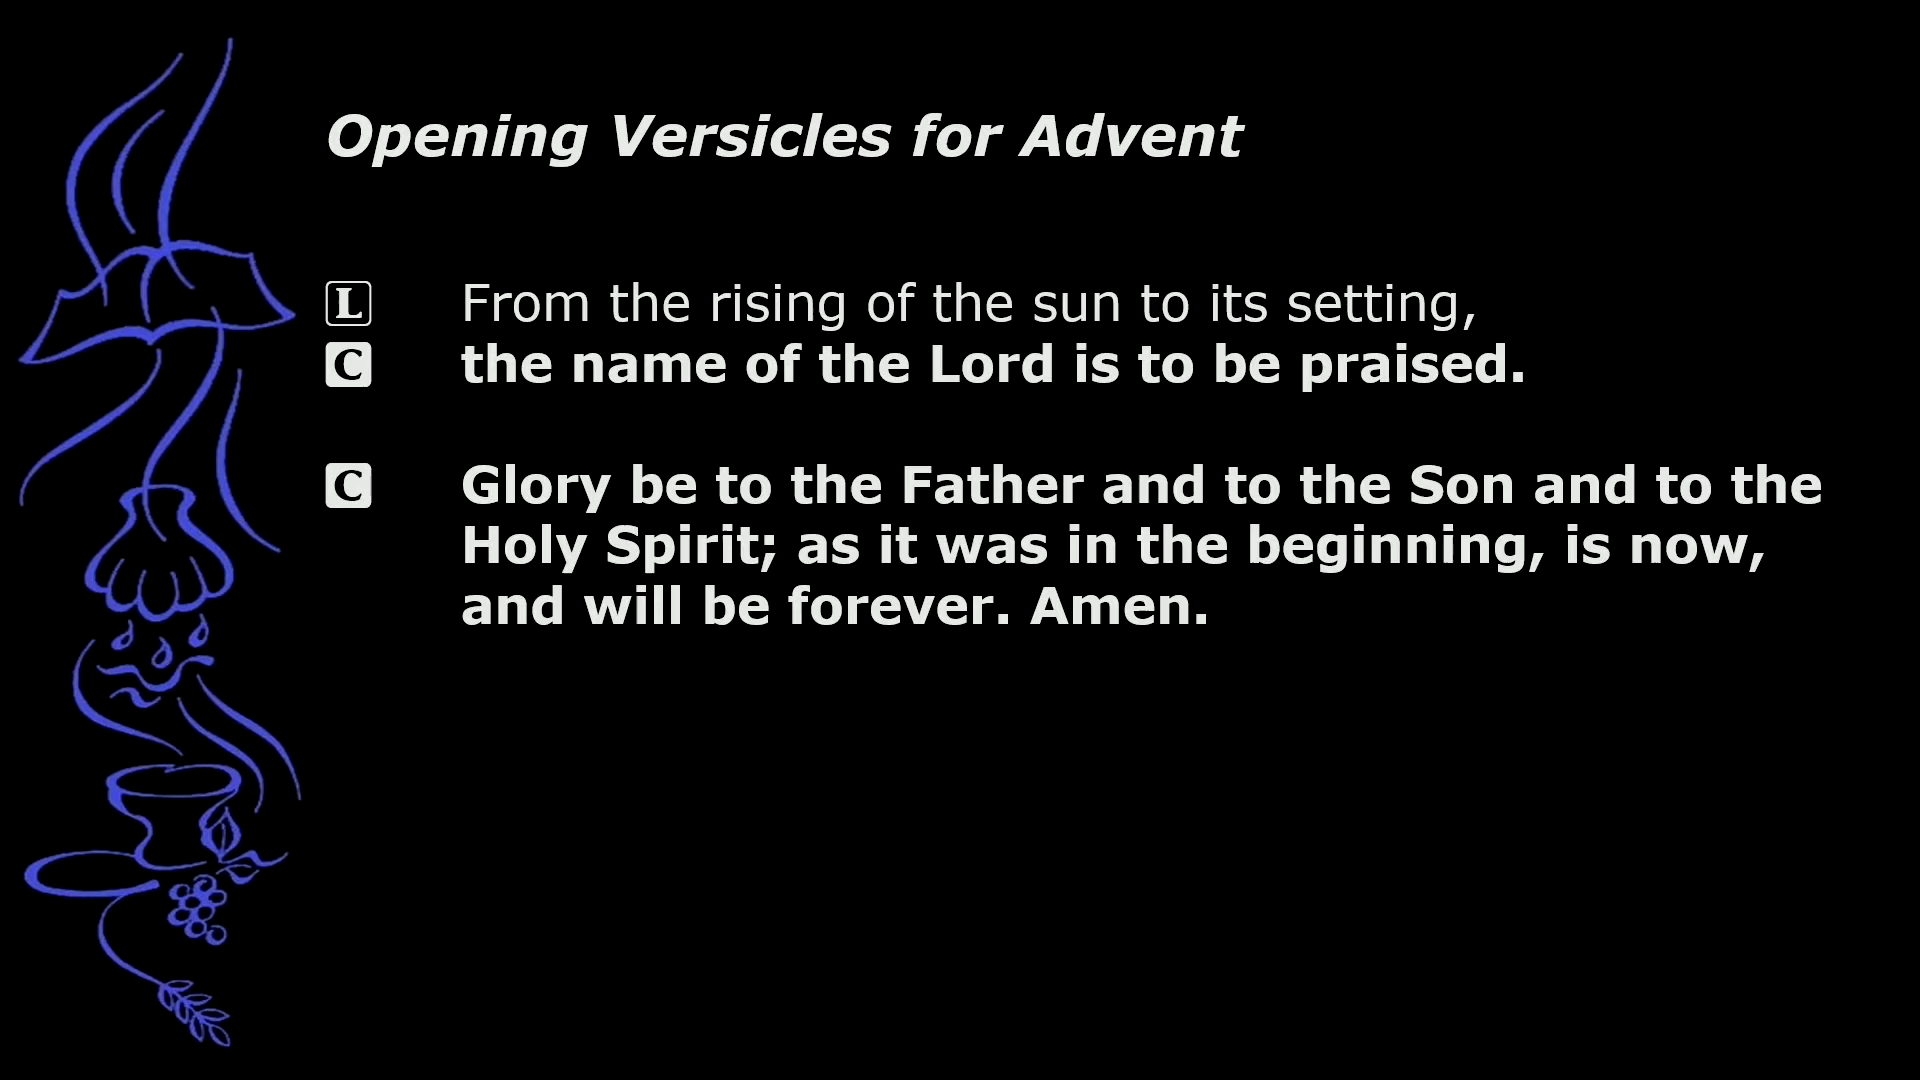 Opening Versicles for Advent
L From the rising of the sun to its setting,
C the name of the Lord is to be praised.
C Glory be to the Father and to the Son and to the
Holy Spirit; as it was in the beginning, is now,
and will be forever. Amen.